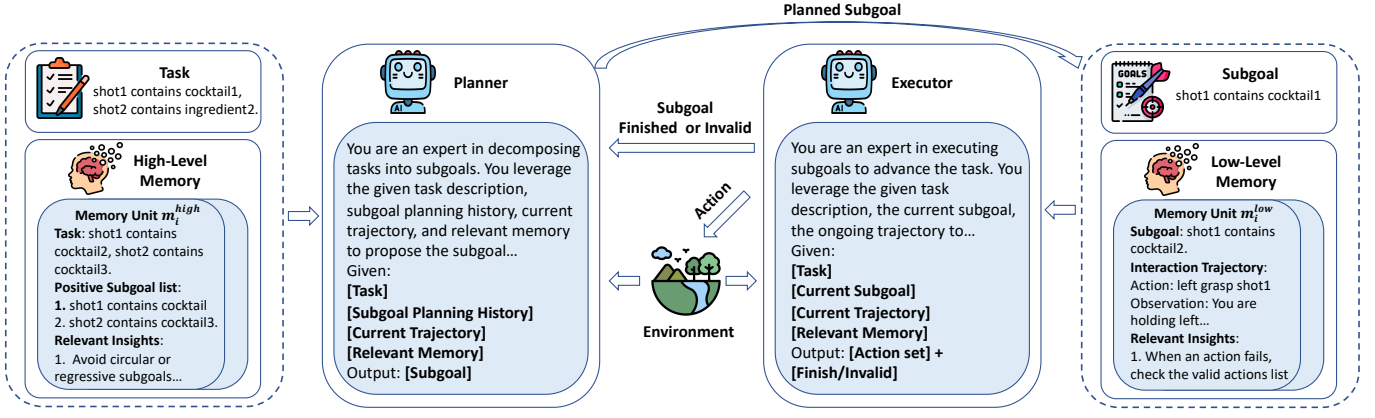 Planned Subgoal
Task
shot1 contains cocktail1,
shot2 contains ingredient2.
High-Level
Memory
Memory Unit m_i^high
Task: shot1 contains
cocktail2, shot2 contains
cocktail3.
Positive Subgoal list:
1. shot1 contains cocktail
2. shot2 contains cocktail3.
Relevant Insights:
1. Avoid circular or
regressive subgoals…
AI
Planner
You are an expert in decomposing
tasks into subgoals. You leverage
the given task description,
subgoal planning history, current
trajectory, and relevant memory
to propose the subgoal…
Given:
[Task]
[Subgoal Planning History]
[Current Trajectory]
[Relevant Memory]
Output: [Subgoal]
Subgoal
Finished or Invalid
Action
Environment
AI
Executor
You are an expert in executing
subgoals to advance the task. You
leverage the given task
description, the current subgoal,
the ongoing trajectory to…
Given:
[Task]
[Current Subgoal]
[Current Trajectory]
[Relevant Memory]
Output: [Action set] +
[Finish/Invalid]
GOALS
Subgoal
shot1 contains cocktail1
Low-Level
Memory
Memory Unit m_i^low
Subgoal: shot1 contains
cocktail2.
Interaction Trajectory:
Action: left grasp shot1
Observation: You are
holding left…
Relevant Insights:
1. When an action fails,
check the valid actions list